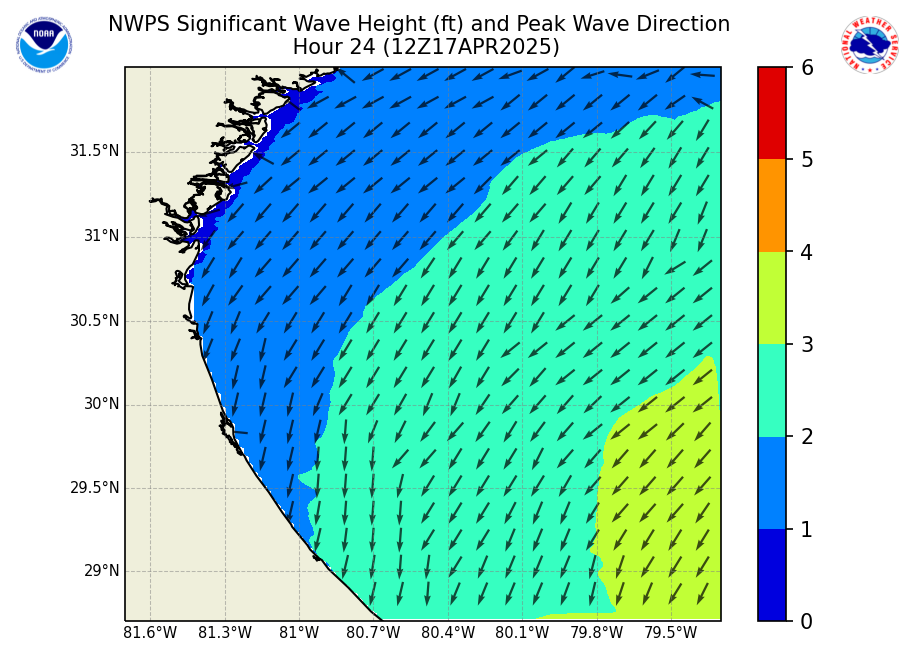 NWPS Significant Wave Height (ft) and Peak Wave Direction
Hour 24 (12Z17APR2025)
NOAA
NATIONAL WEATHER SERVICE
31.5°N
31°N
30.5°N
30°N
29.5°N
29°N
81.6°W 81.3°W 81°W 80.7°W 80.4°W 80.1°W 79.8°W 79.5°W
6
5
4
3
2
1
0